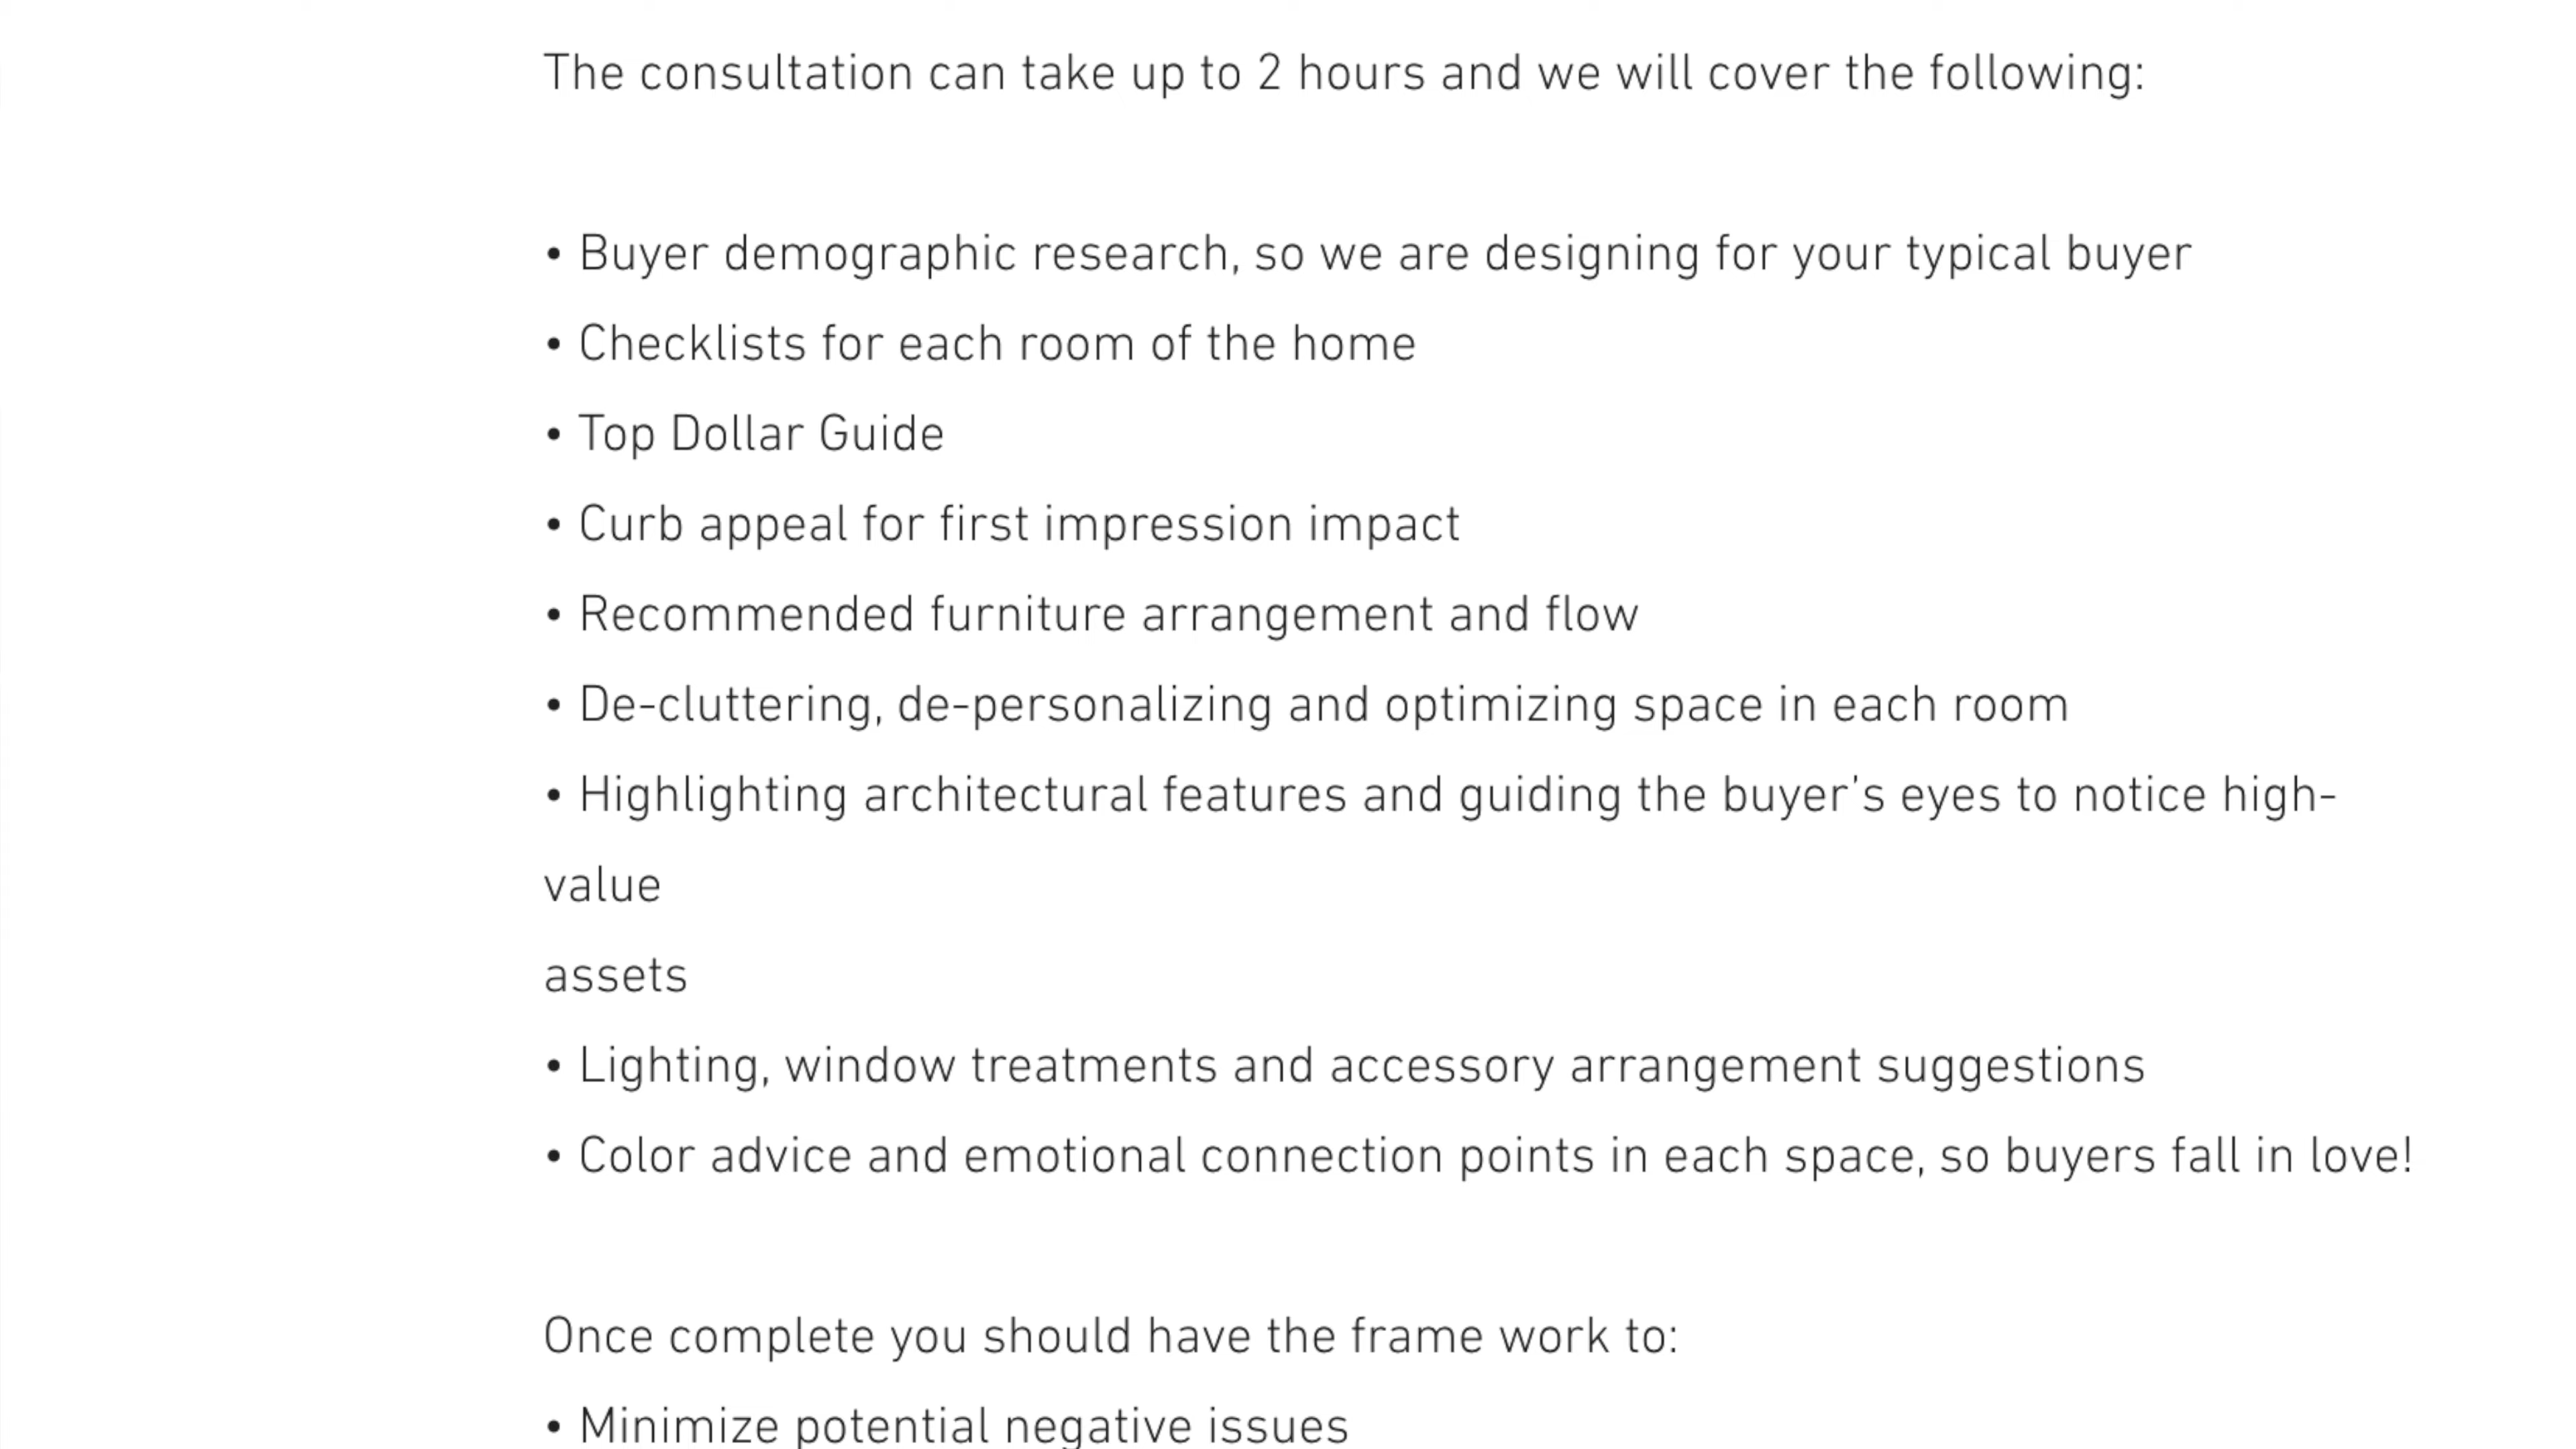 The consultation can take up to 2 hours and we will cover the following:
• Buyer demographic research, so we are designing for your typical buyer
• Checklists for each room of the home
• Top Dollar Guide
• Curb appeal for first impression impact
• Recommended furniture arrangement and flow
• De-cluttering, de-personalizing and optimizing space in each room
• Highlighting architectural features and guiding the buyer's eyes to notice high-
value
assets
• Lighting, window treatments and accessory arrangement suggestions
• Color advice and emotional connection points in each space, so buyers fall in love!
Once complete you should have the frame work to:
• Minimize potential negative issues